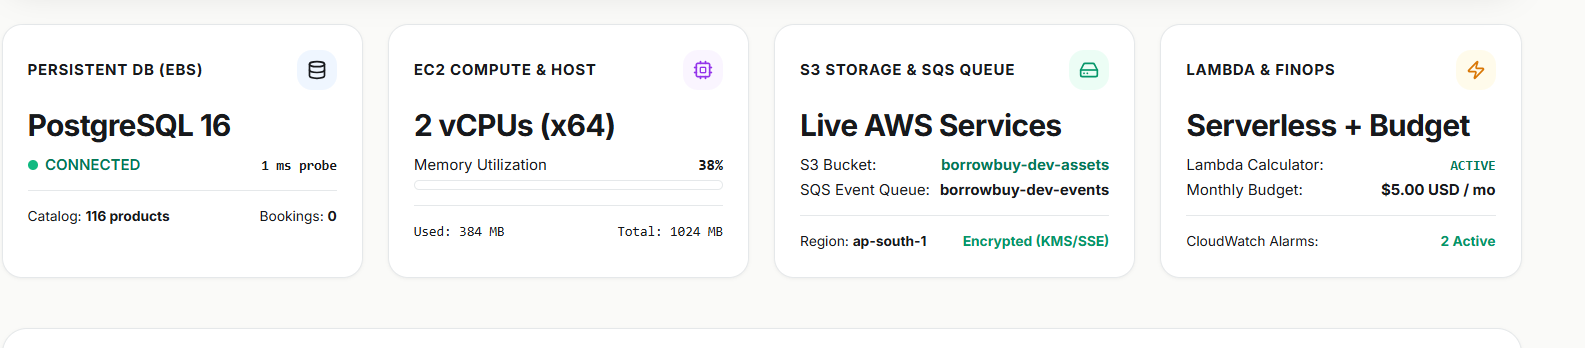 PERSISTENT DB (EBS)
PostgreSQL 16
CONNECTED 1 ms probe
Catalog: 116 products Bookings: 0
EC2 COMPUTE & HOST
2 vCPUs (x64)
Memory Utilization 38%
Used: 384 MB Total: 1024 MB
S3 STORAGE & SQS QUEUE
Live AWS Services
S3 Bucket: borrowbuy-dev-assets
SQS Event Queue: borrowbuy-dev-events
Region: ap-south-1 Encrypted (KMS/SSE)
LAMBDA & FINOPS
Serverless + Budget
Lambda Calculator: ACTIVE
Monthly Budget: $5.00 USD / mo
CloudWatch Alarms: 2 Active